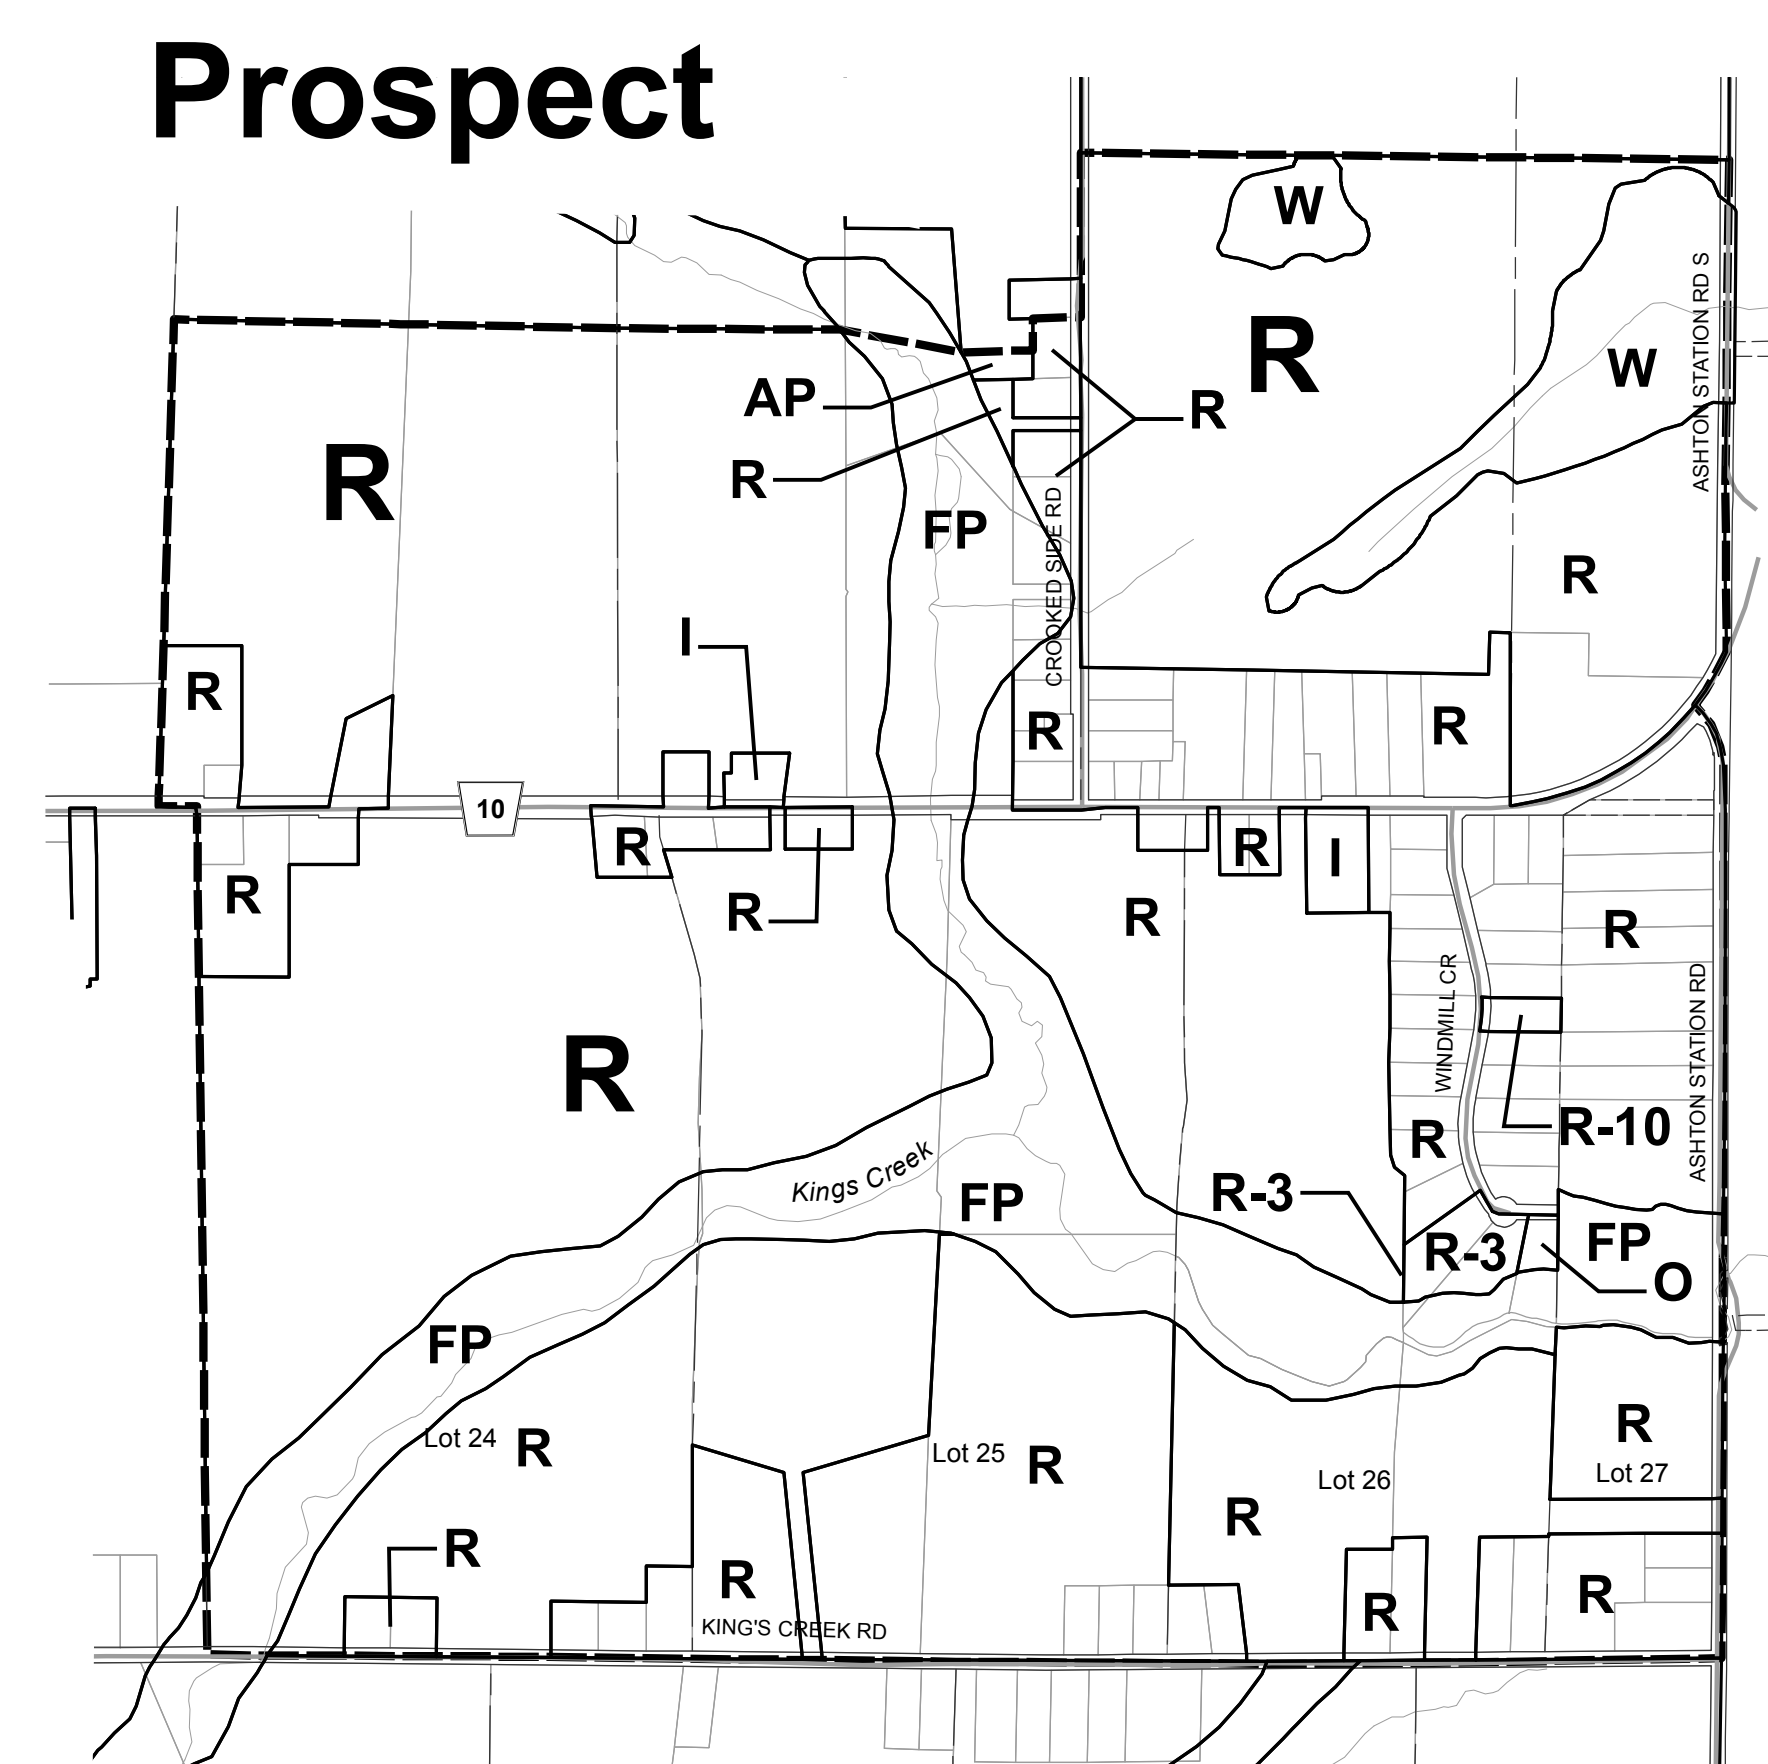 Prospect
W
ASHTON STATION RD S
R
W
AP
R
R
R
FP
CROOKED SIDE RD
R
I
R
R
R
10
R
R
I
R
R
R
R
R
WINDMILL CR
ASHTON STATION RD
R
R-10
R
Kings Creek
R-3
FP
R-3
FP
O
FP
Lot 24
R
Lot 25
R
R
Lot 27
Lot 26
R
R
R
R
R
KING'S CREEK RD